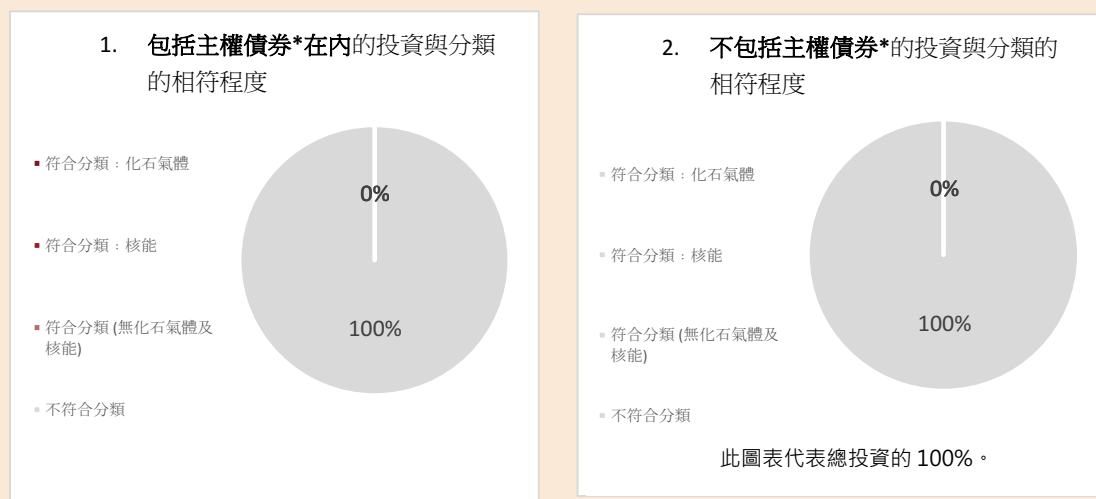 1. 包括主權債券*在內的投資與分類
的相符程度
符合分類：化石氣體
符合分類：核能
符合分類 (無化石氣體及
核能)
不符合分類
0%
100%
2. 不包括主權債券*的投資與分類的
相符程度
符合分類：化石氣體
符合分類：核能
符合分類 (無化石氣體及
核能)
不符合分類
0%
100%
此圖表代表總投資的 100%。